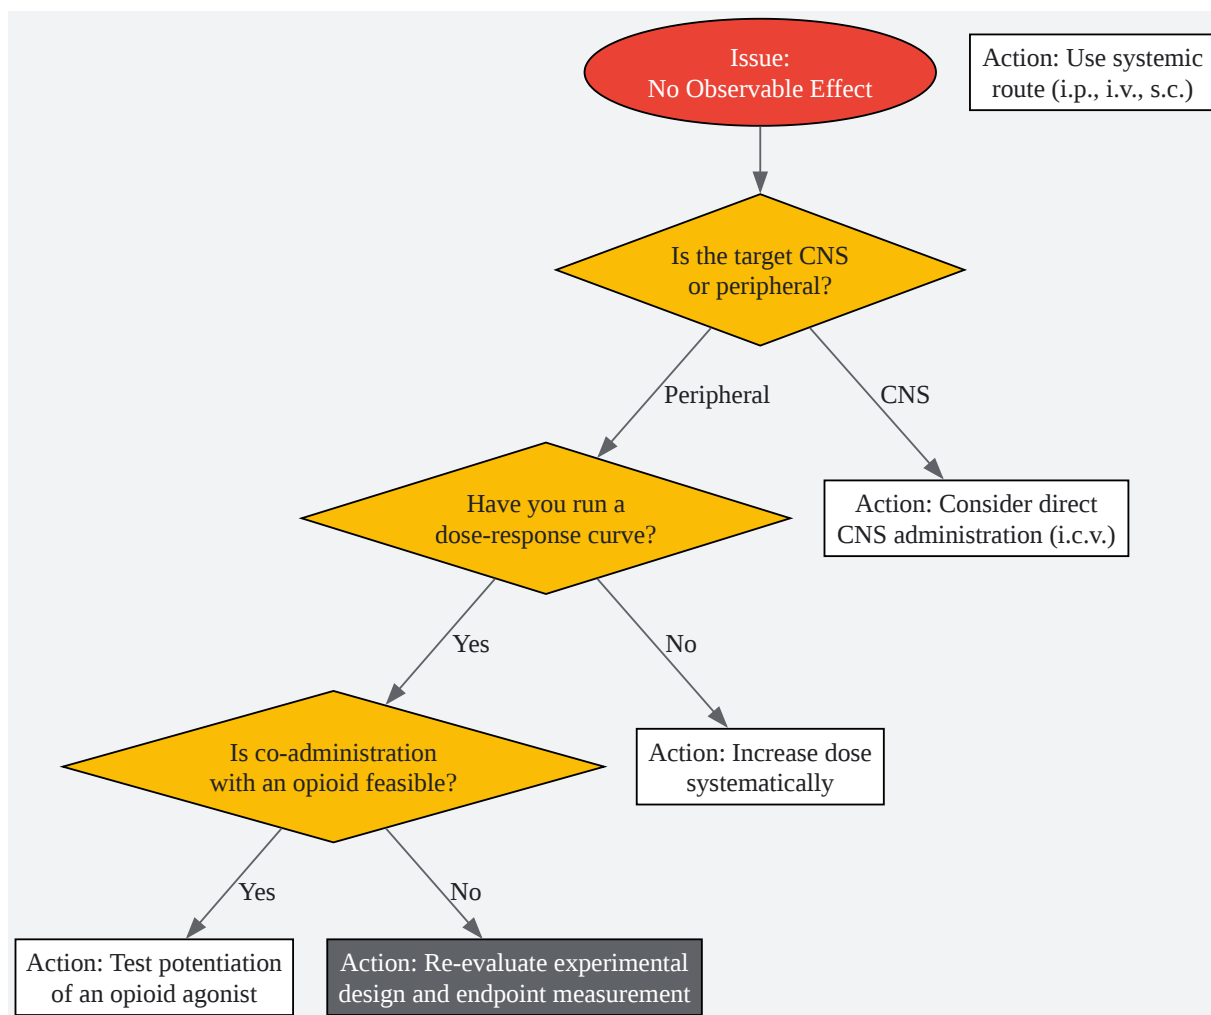 Issue:
No Observable Effect
Action: Use systemic
route (i.p., i.v., s.c.)
Is the target CNS
or peripheral?
Peripheral
CNS
Have you run a
dose-response curve?
Action: Consider direct
CNS administration (i.c.v.)
Yes
No
Is co-administration
with an opioid feasible?
Action: Increase dose
systematically
Yes
No
Action: Test potentiation
of an opioid agonist
Action: Re-evaluate experimental
design and endpoint measurement